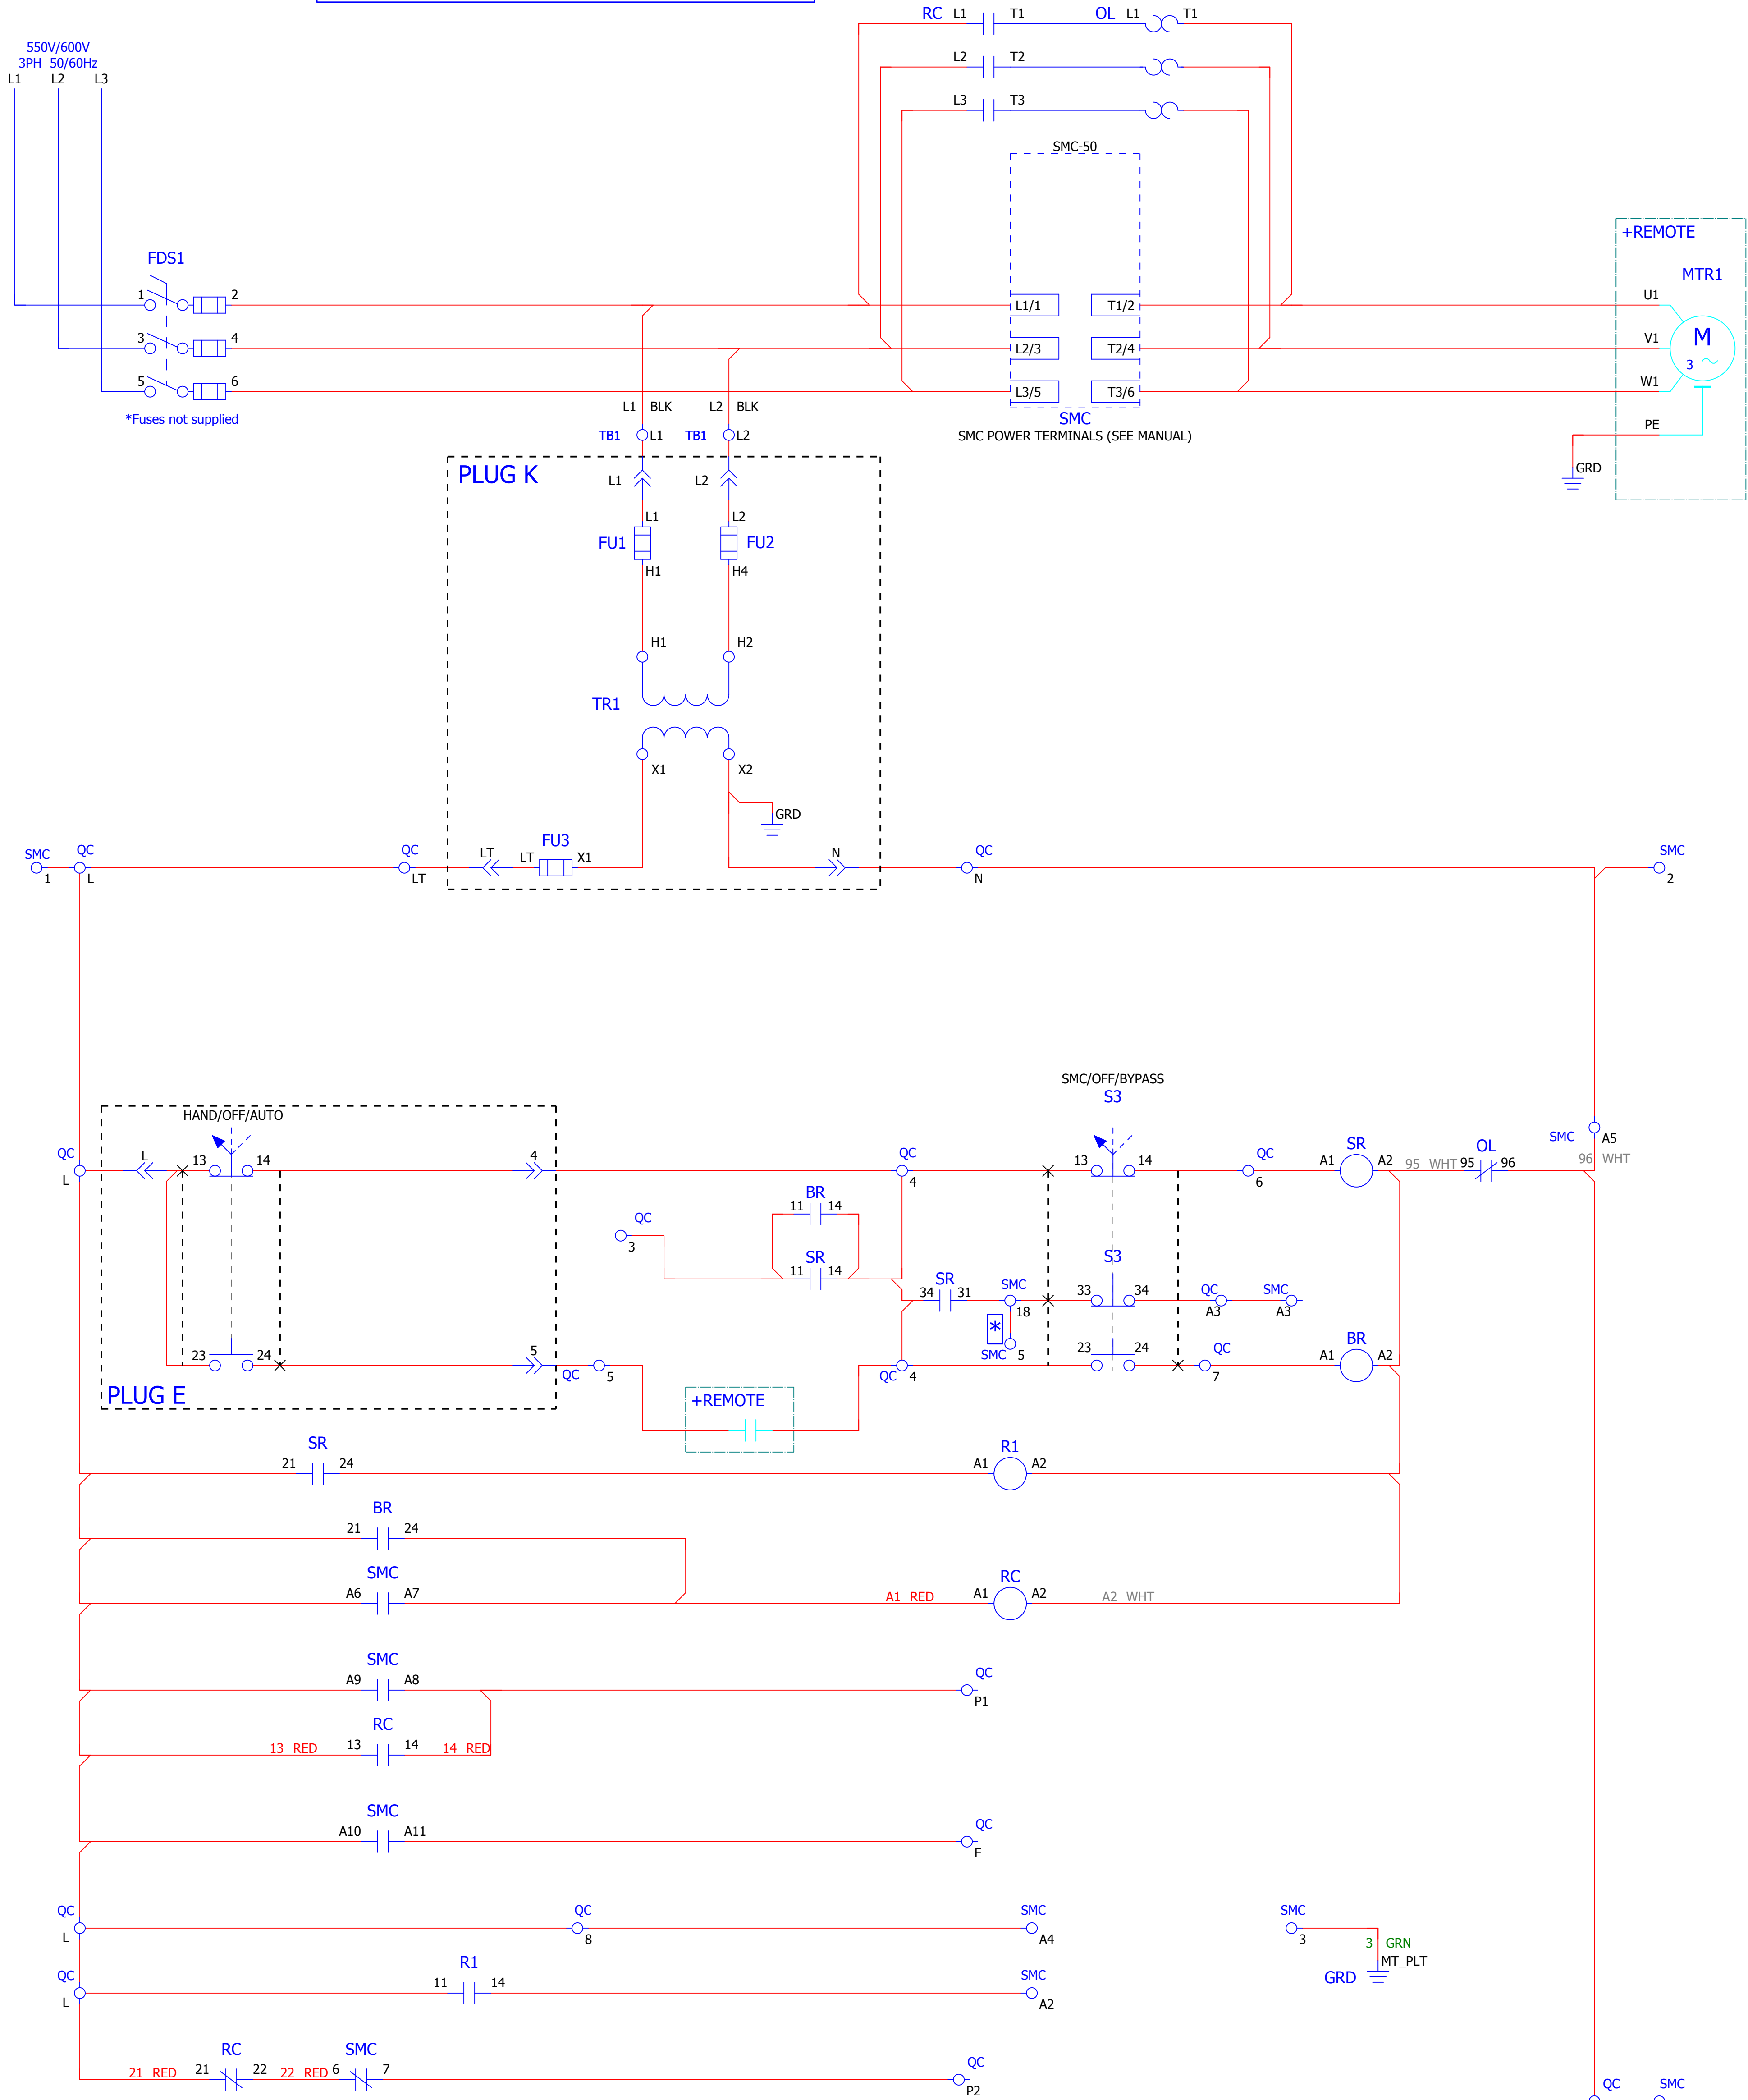 RC L1 T1 OL L1 T1
L2 T2
L3 T3
550V/600V
3PH 50/60Hz
L1 L2 L3
SMC-50
+REMOTE
MTR1
FDS1
1 2 L1/1 T1/2 U1
3 4 L2/3 T2/4 V1
M
3
5 6 L3/5 T3/6 W1
*Fuses not supplied
L1 BLK L2 BLK
SMC
SMC POWER TERMINALS (SEE MANUAL)
PE
GRD
TB1 L1 TB1 L2
PLUG K
L1 L2
L1 L2
FU1 FU2
H1 H4
H1 H2
TR1
X1 X2
GRD
SMC QC QC FU3 QC SMC
LT LT X1 N
1 L LT N 2
SMC/OFF/BYPASS
S3
HAND/OFF/AUTO
QC L 13 14 4 QC 13 14 QC SR OL SMC A5
L 4 6 A1 A2 95 WHT 95 96 96 WHT
BR
11 14
QC
3
SR
11 14
S3
SR
34 31
SMC
18
33 34
QC
A3
SMC
A3
*
SMC 5
23 24 5 QC 5 QC 4 23 24 QC 7 BR A1 A2
PLUG E
+REMOTE
SR R1
21 24 A1 A2
BR
21 24
SMC RC
A6 A7 A1 RED A1 A2 A2 WHT
SMC QC
A9 A8 P1
RC
13 RED 13 14 14 RED
SMC QC
A10 A11 F
QC QC SMC SMC
L 8 A4 3
3 GRN
MT_PLT
GRD
QC R1 SMC
L 11 14 A2
RC SMC QC
21 RED 21 22 22 RED 6 7 P2
QC SMC